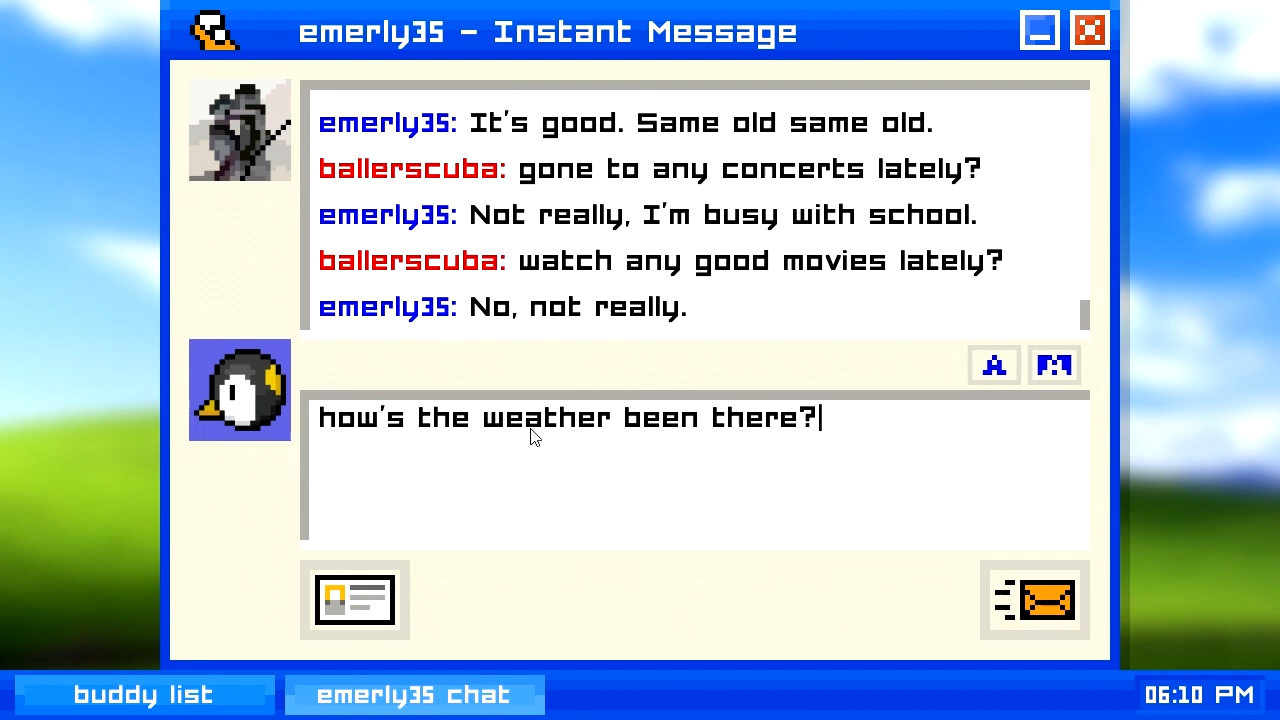 emerly35 - Instant Message
emerly35: It's good. Same old same old.
ballerscuba: gone to any concerts lately?
emerly35: Not really, I'm busy with school.
ballerscuba: watch any good movies lately?
emerly35: No, not really.
A
how's the weather been there?
buddy list
emerly35 chat
06:10 PM